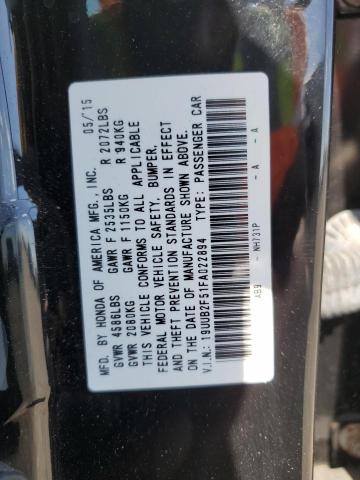 MFD. BY HONDA OF AMERICA MFG., INC. 05/15
GVWR 4586LBS GAWR F 2535LBS R 2072LBS
GVWR 2080KG GAWR F 1150KG R 940KG
THIS VEHICLE CONFORMS TO ALL APPLICABLE
FEDERAL MOTOR VEHICLE SAFETY, BUMPER,
AND THEFT PREVENTION STANDARDS IN EFFECT
ON THE DATE OF MANUFACTURE SHOWN ABOVE.
V.I.N.: 19UUB2F51FA022894 TYPE: PASSENGER CAR
AB9 NH731P - A - A